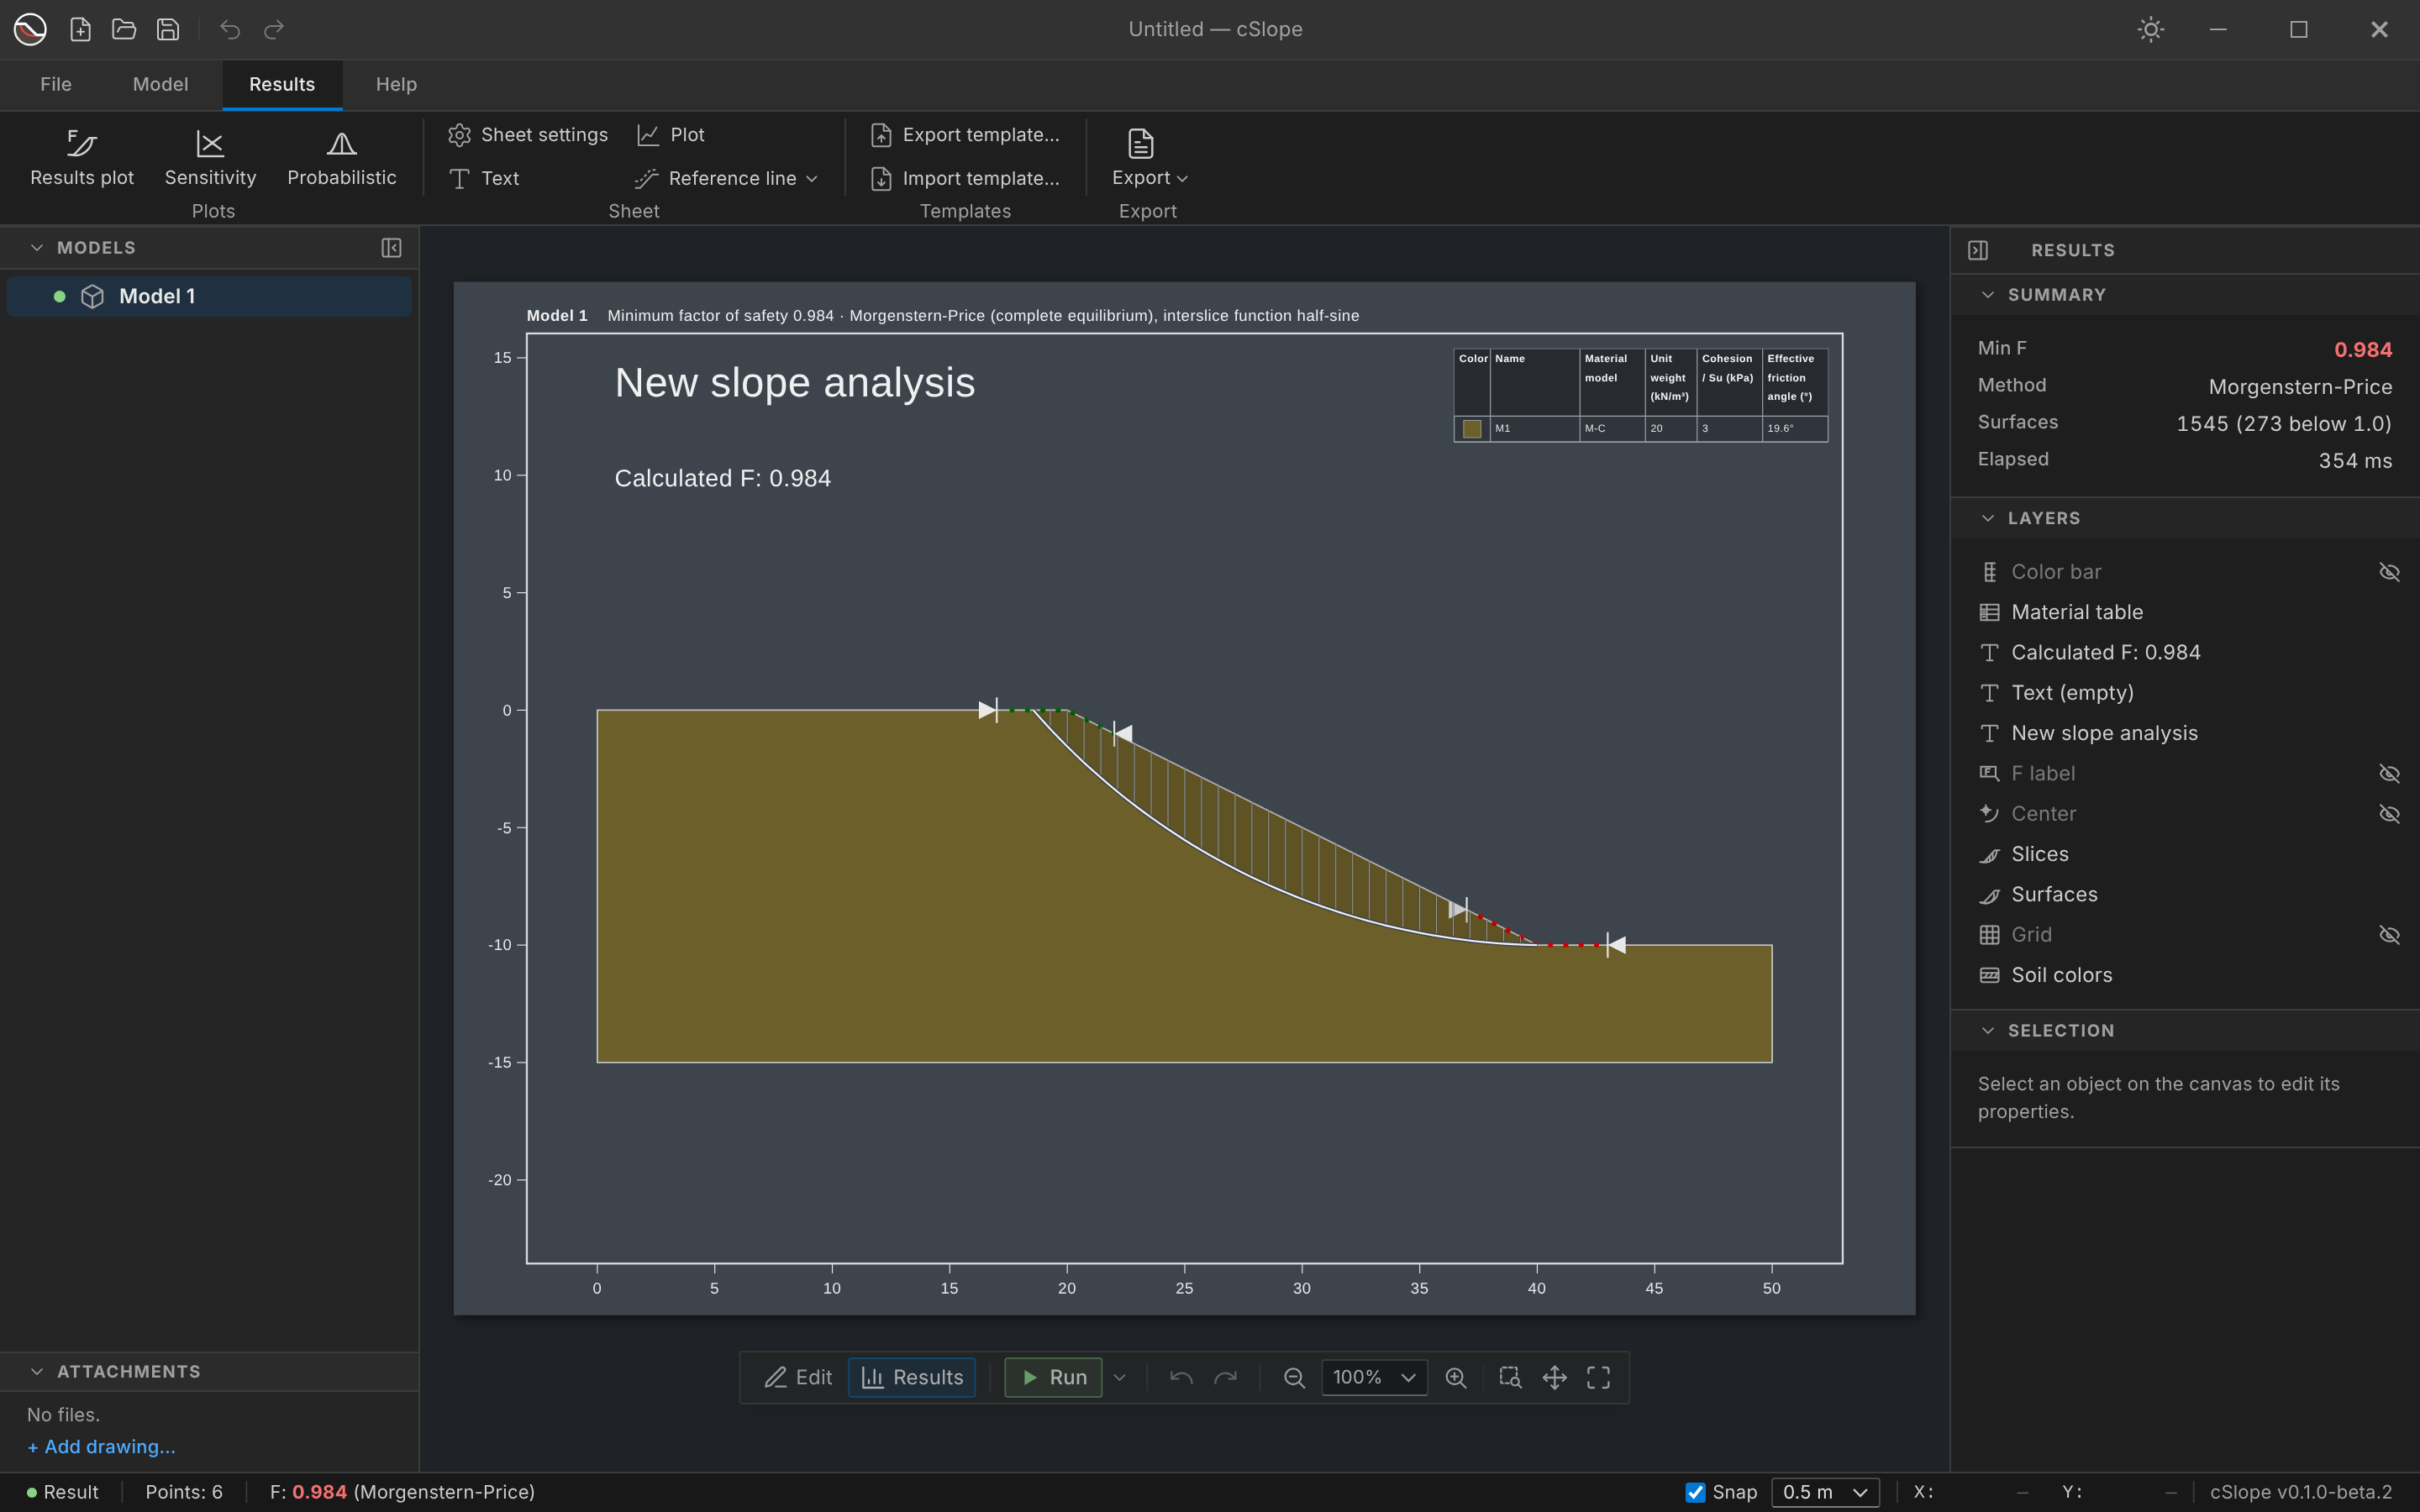 Untitled — cSlope
File Model Results Help
Results plot Sensitivity Probabilistic
Plots
Sheet settings Plot
Text Reference line
Sheet
Export template...
Import template...
Templates
Export
Export
MODELS
Model 1
ATTACHMENTS
No files.
+ Add drawing...
Model 1 Minimum factor of safety 0.984 · Morgenstern-Price (complete equilibrium), interslice function half-sine
New slope analysis
Calculated F: 0.984
Color Name Material model Unit weight (kN/m³) Cohesion / Su (kPa) Effective friction angle (°)
M1 M-C 20 3 19.6°
15
10
5
0
-5
-10
-15
-20
0 5 10 15 20 25 30 35 40 45 50
Edit Results Run 100%
RESULTS
SUMMARY
Min F 0.984
Method Morgenstern-Price
Surfaces 1545 (273 below 1.0)
Elapsed 354 ms
LAYERS
Color bar
Material table
Calculated F: 0.984
Text (empty)
New slope analysis
F label
Center
Slices
Surfaces
Grid
Soil colors
SELECTION
Select an object on the canvas to edit its
properties.
Result Points: 6 F: 0.984 (Morgenstern-Price) Snap 0.5 m X: – Y: – cSlope v0.1.0-beta.2